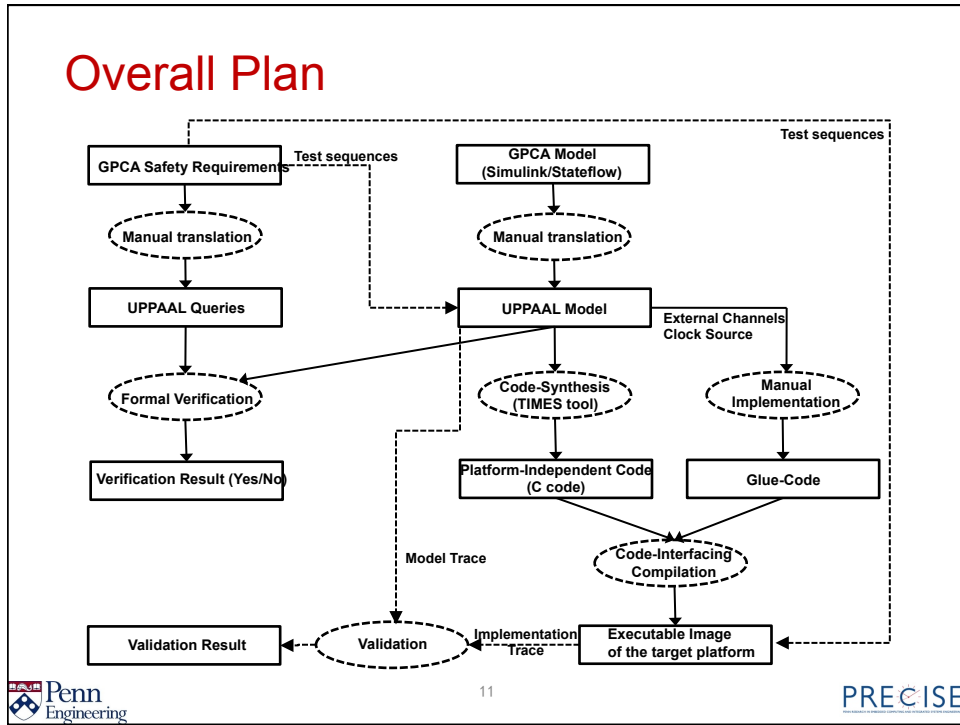 Overall Plan
Test sequences
GPCA Safety Requirements
Test sequences
GPCA Model
(Simulink/Stateflow)
Manual translation
Manual translation
UPPAAL Queries
UPPAAL Model
External Channels
Clock Source
Formal Verification
Code-Synthesis
(TIMES tool)
Manual
Implementation
Verification Result (Yes/No)
Platform-Independent Code
(C code)
Glue-Code
Model Trace
Code-Interfacing
Compilation
Validation Result
Validation
Implementation
Trace
Executable Image
of the target platform
Penn
Engineering
11
PRECISE